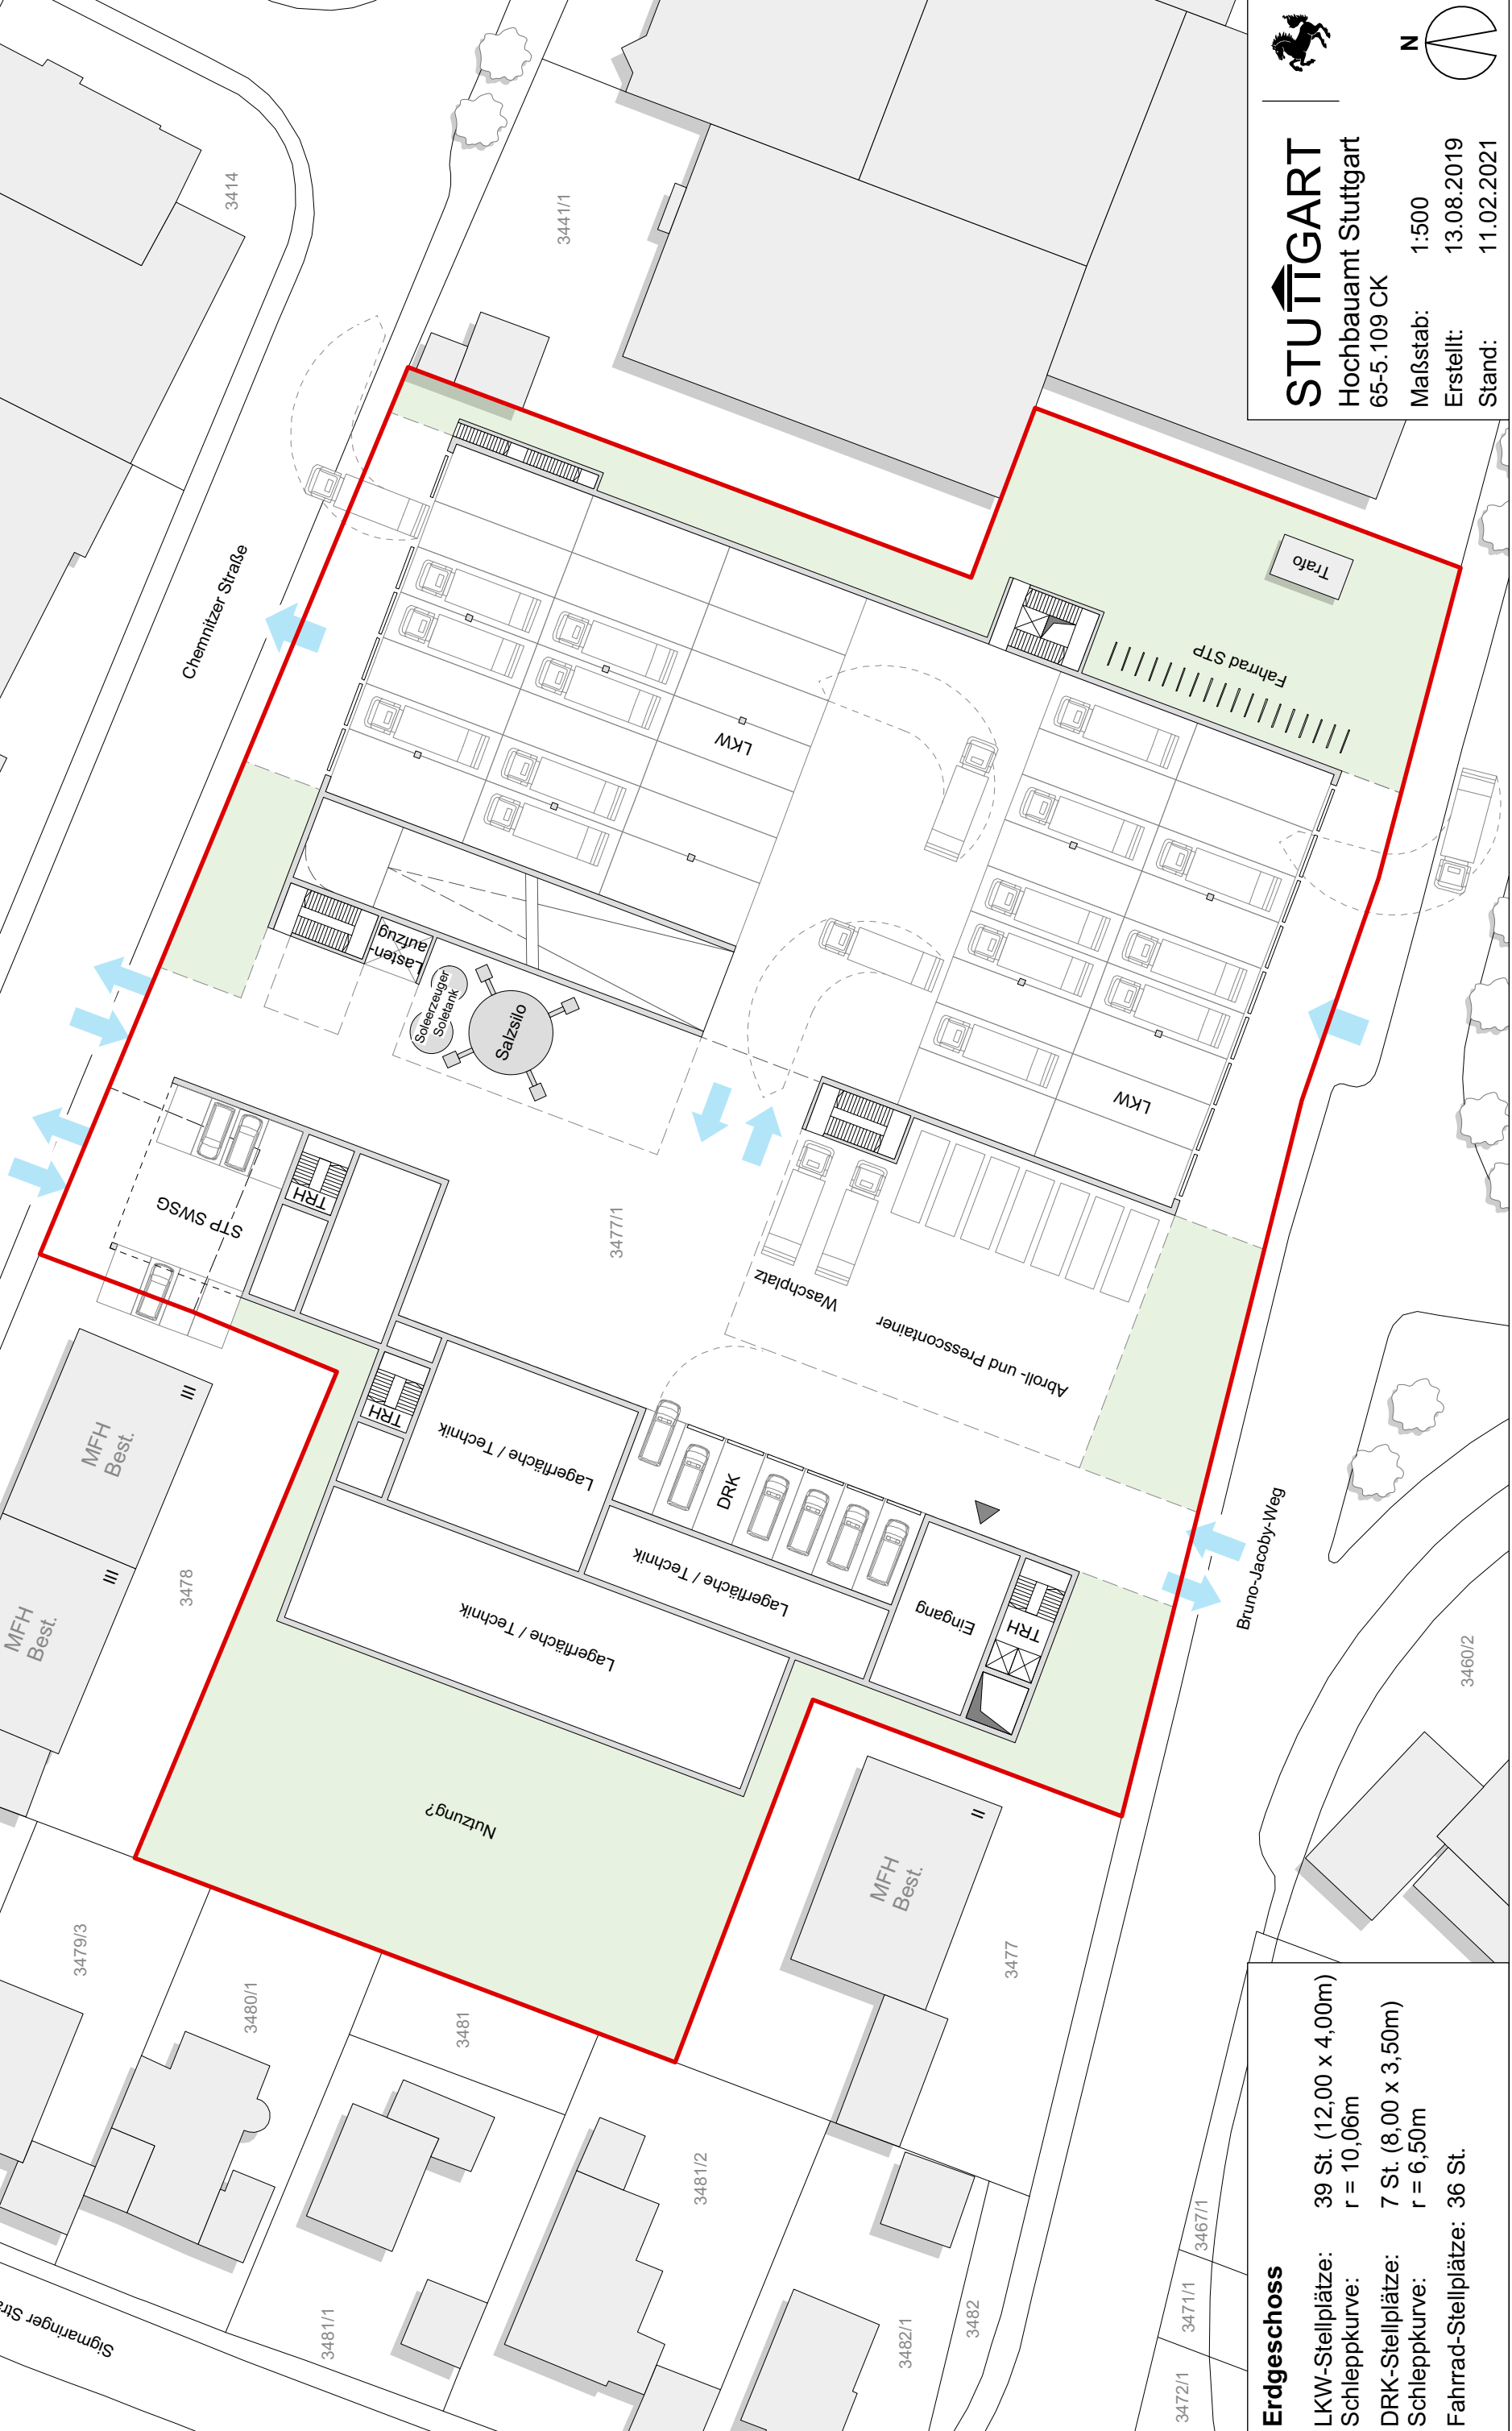 3414
3441/1
Chemnitzer Straße
STUTTGART
Hochbauamt Stuttgart
65-5.109 CK
Maßstab: 1:500
Erstellt: 13.08.2019
Stand: 11.02.2021
N
Trafo
Fahrrad STP
LKW
LKW
Lasten-
aufzug
Soleerzeuger
Soletank
Salzsilo
STP SWSG
TRH
3477/1
Waschplatz
Abroll- und Presscontainer
TRH
Lagerfläche / Technik
DRK
Lagerfläche / Technik
Lagerfläche / Technik
Eingang
TRH
Nutzung?
MFH
Best.
III
MFH
Best.
III
3478
MFH
Best.
II
3477
Bruno-Jacoby-Weg
3460/2
3479/3
3480/1
3481
3481/2
3481/1
3482/1
3482
3467/1
3471/1
3472/1
Sigmaringer Stra
Erdgeschoss
LKW-Stellplätze: 39 St. (12,00 x 4,00m)
Schleppkurve: r = 10,06m
DRK-Stellplätze: 7 St. (8,00 x 3,50m)
Schleppkurve: r = 6,50m
Fahrrad-Stellplätze: 36 St.